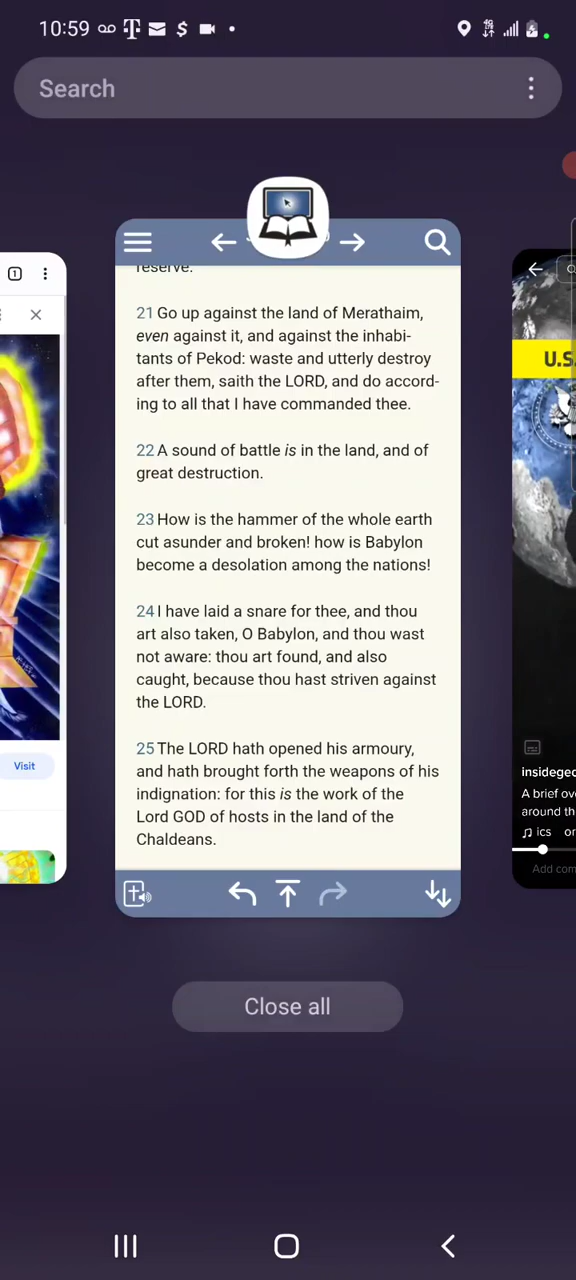 10:59
Search
reserve.
21 Go up against the land of Merathaim,
even against it, and against the inhabi-
tants of Pekod: waste and utterly destroy
after them, saith the LORD, and do accord-
ing to all that I have commanded thee.
22 A sound of battle is in the land, and of
great destruction.
23 How is the hammer of the whole earth
cut asunder and broken! how is Babylon
become a desolation among the nations!
24 I have laid a snare for thee, and thou
art also taken, O Babylon, and thou wast
not aware: thou art found, and also
caught, because thou hast striven against
the LORD.
25 The LORD hath opened his armoury,
and hath brought forth the weapons of his
indignation: for this is the work of the
Lord GOD of hosts in the land of the
Chaldeans.
1
Visit
U.S
insidegeo
A brief ov
around th
ics or
Add com
Close all